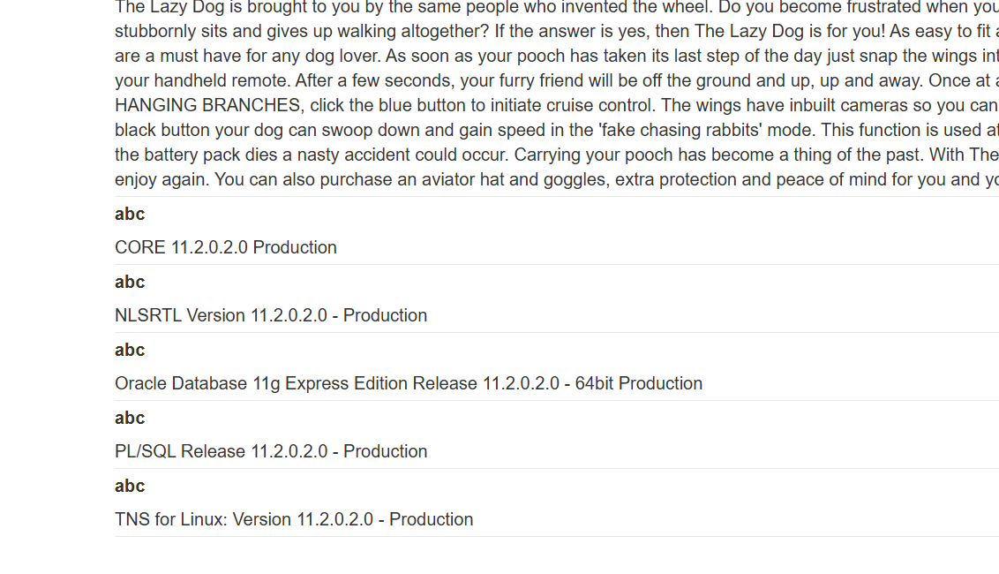 The Lazy Dog is brought to you by the same people who invented the wheel. Do you become frustrated when you
stubbornly sits and gives up walking altogether? If the answer is yes, then The Lazy Dog is for you! As easy to fit
are a must have for any dog lover. As soon as your pooch has taken its last step of the day just snap the wings
your handheld remote. After a few seconds, your furry friend will be off the ground and up, up and away. Once at
HANGING BRANCHES, click the blue button to initiate cruise control. The wings have inbuilt cameras so you can
black button your dog can swoop down and gain speed in the 'fake chasing rabbits' mode. This function is used
the battery pack dies a nasty accident could occur. Carrying your pooch has become a thing of the past. With The
enjoy again. You can also purchase an aviator hat and goggles, extra protection and peace of mind for you and
abc
CORE 11.2.0.2.0 Production
abc
NLSRTL Version 11.2.0.2.0 - Production
abc
Oracle Database 11g Express Edition Release 11.2.0.2.0 - 64bit Production
abc
PL/SQL Release 11.2.0.2.0 - Production
abc
TNS for Linux: Version 11.2.0.2.0 - Production